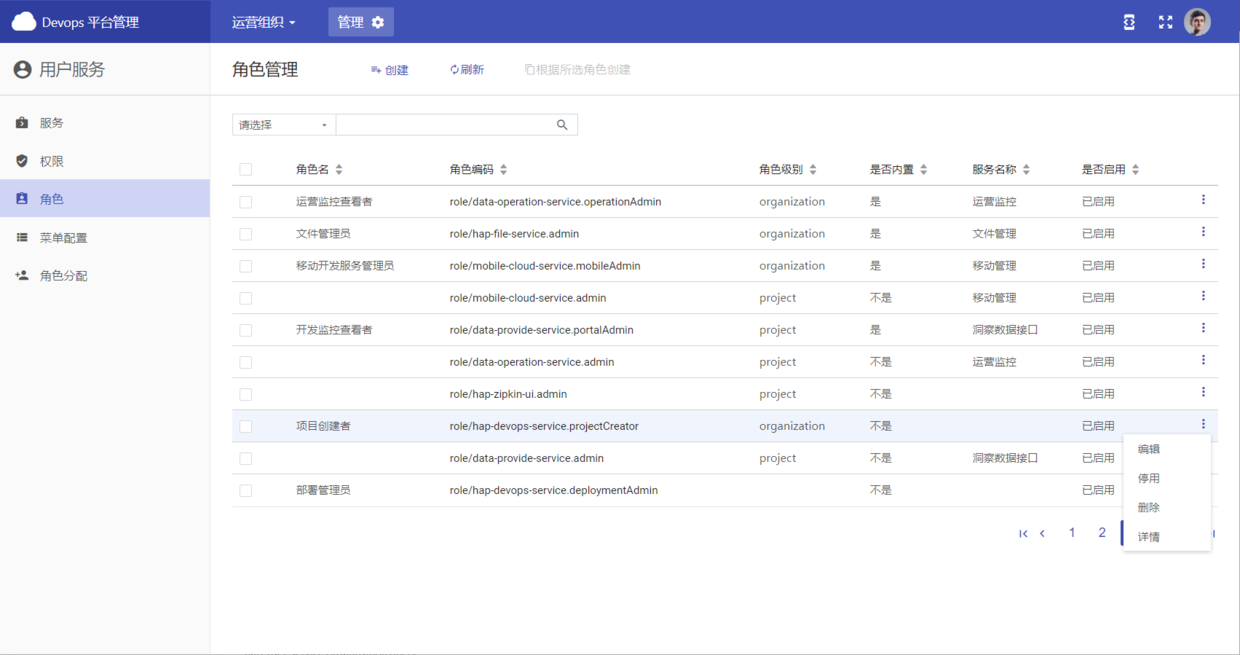 Devops 平台管理
运营组织
管理
用户服务
角色管理
创建
刷新
根据所选角色创建
服务
权限
角色
菜单配置
角色分配
请选择
角色名 角色编码 角色级别 是否内置 服务名称 是否启用
运营监控查看者 role/data-operation-service.operationAdmin organization 是 运营监控 已启用
文件管理员 role/hap-file-service.admin organization 是 文件管理 已启用
移动开发服务管理员 role/mobile-cloud-service.mobileAdmin organization 是 移动管理 已启用
role/mobile-cloud-service.admin project 不是 移动管理 已启用
开发监控查看者 role/data-provide-service.portalAdmin project 是 洞察数据接口 已启用
role/data-operation-service.admin project 不是 运营监控 已启用
role/hap-zipkin-ui.admin project 不是 已启用
项目创建者 role/hap-devops-service.projectCreator organization 不是 已启用
role/data-provide-service.admin project 不是 洞察数据接口 已启用
部署管理员 role/hap-devops-service.deploymentAdmin 不是 已启用
编辑
停用
删除
详情
1 2